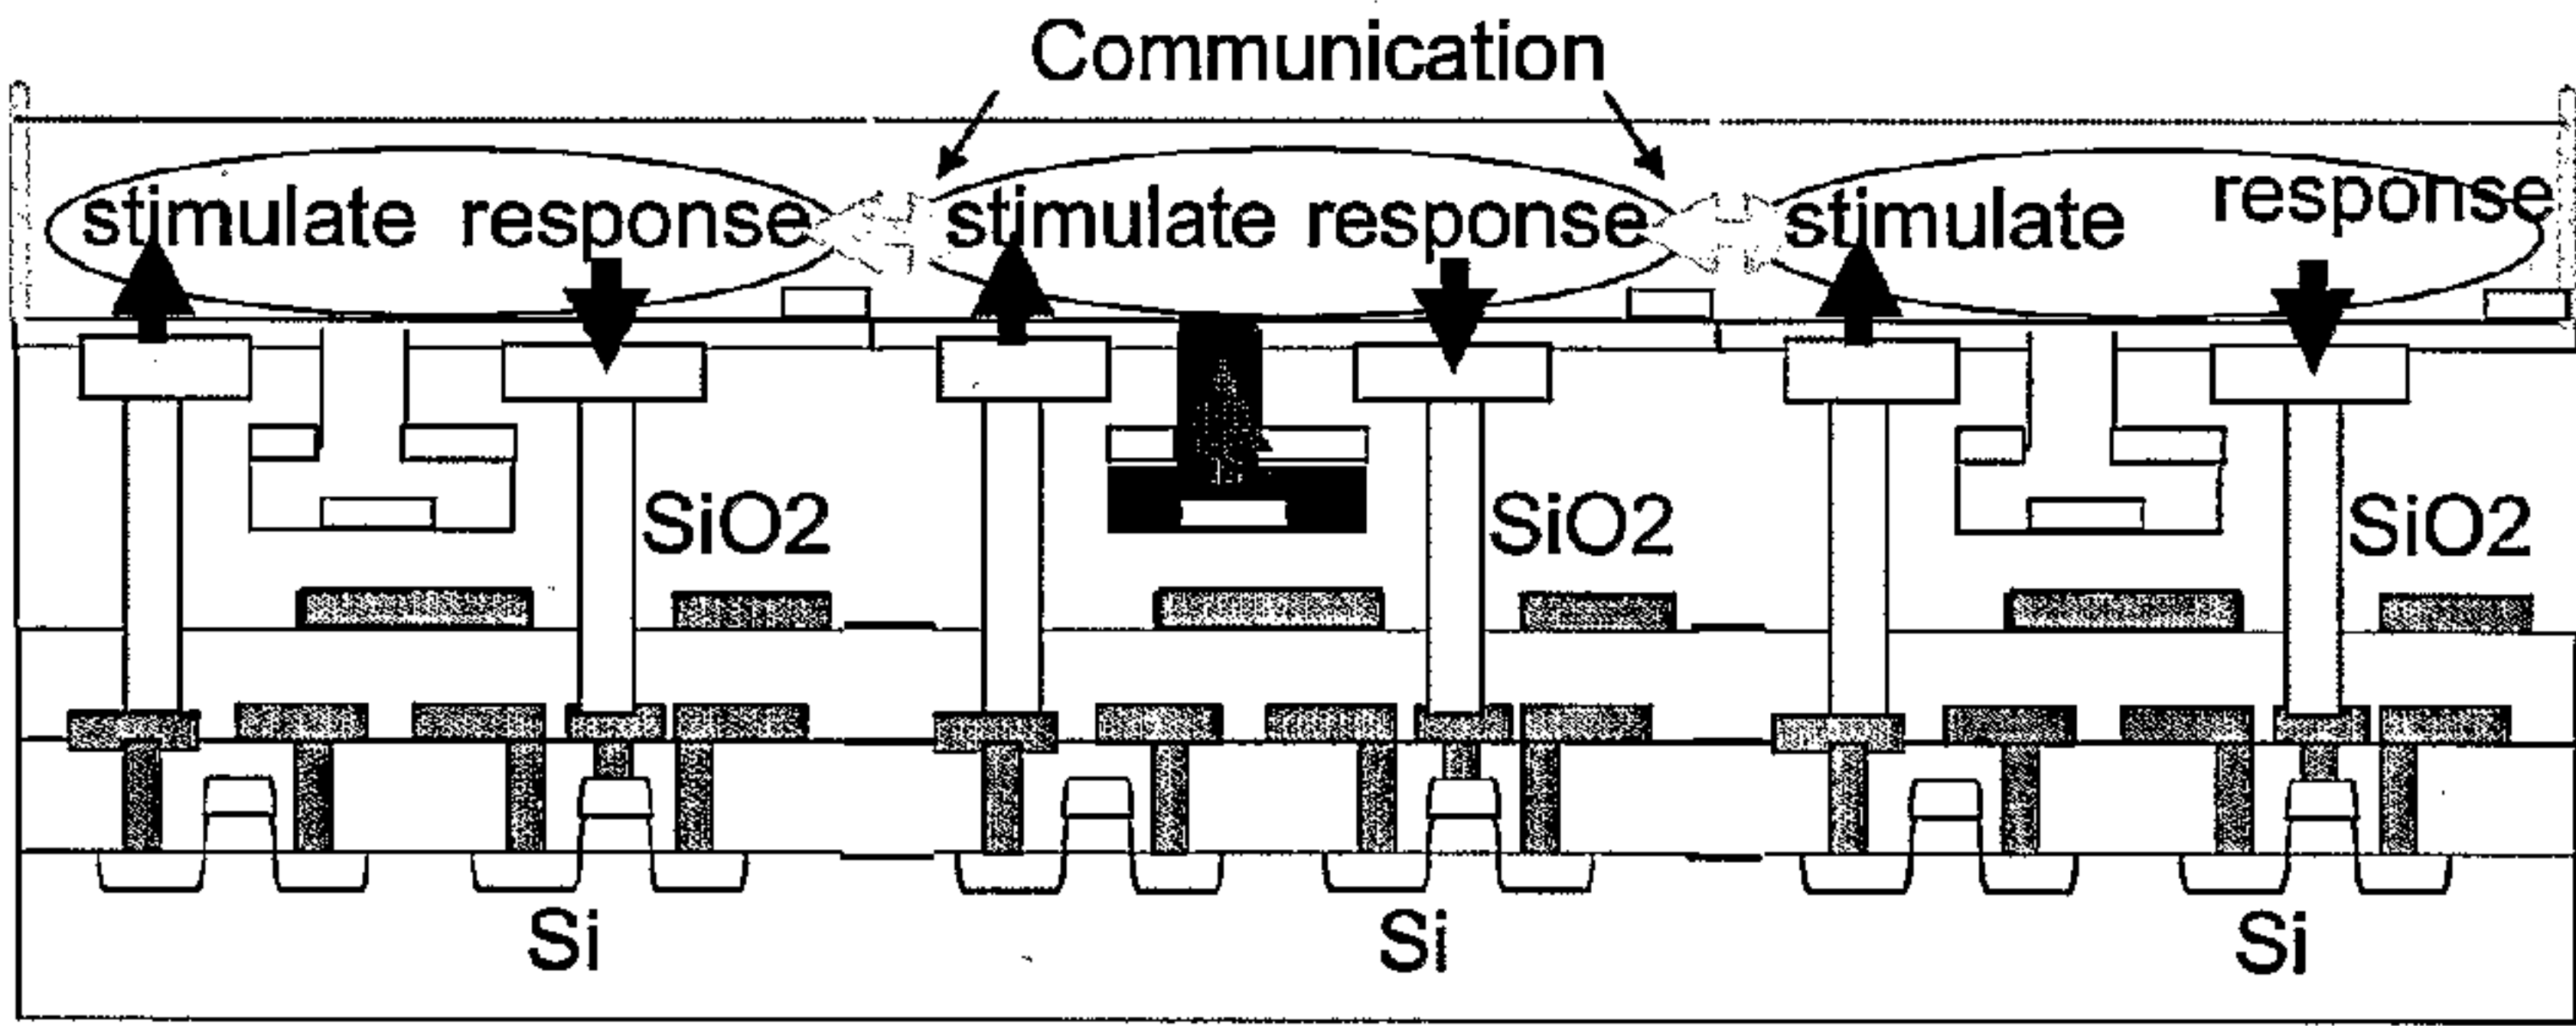 Communication
stimulate response stimulate response stimulate response
SiO2 SiO2 SiO2
Si Si Si